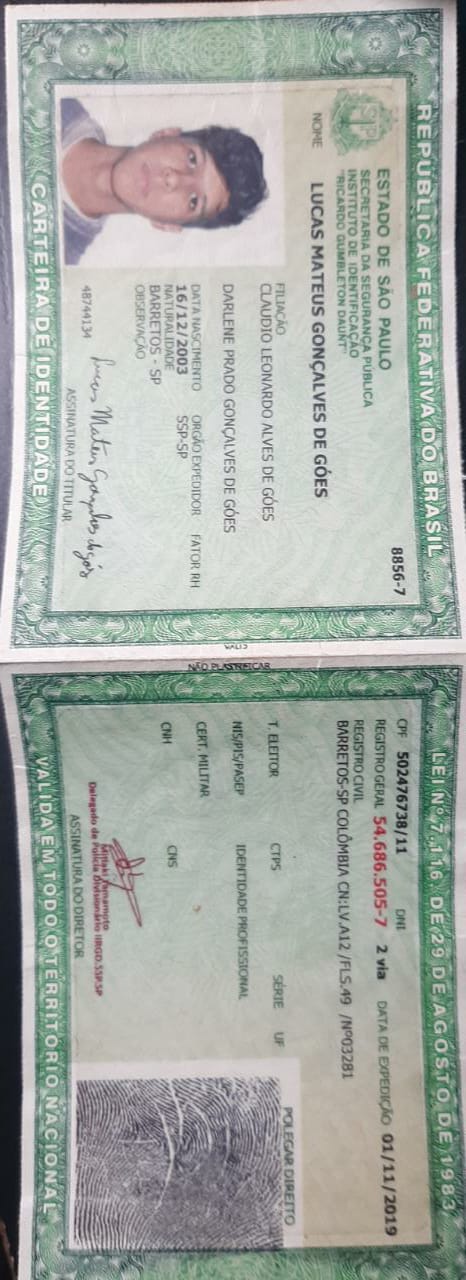 REPÚBLICA FEDERATIVA DO BRASIL
8856-7
ESTADO DE SÃO PAULO
SECRETARIA DA SEGURANÇA PÚBLICA
INSTITUTO DE IDENTIFICAÇÃO
"RICARDO GUMBLETON DAUNT"
NOME LUCAS MATEUS GONÇALVES DE GÓES
FILIAÇÃO
CLAUDIO LEONARDO ALVES DE GÓES
DARLENE PRADO GONÇALVES DE GÓES
DATA NASCIMENTO ORGÃO EXPEDIDOR FATOR RH
16/12/2003 SSP-SP
NATURALIDADE
BARRETOS - SP
OBSERVAÇÃO
48744134
Lucas Mateus Gonçalves de góes
ASSINATURA DO TITULAR
CARTEIRA DE IDENTIDADE
NÃO PLASTIFICAR
LEI Nº 7.116, DE 29 DE AGOSTO DE 1983
CPF 502476738/11 DNI
REGISTRO GERAL 54.686.505-7 2 via DATA DE EXPEDIÇÃO 01/11/2019
REGISTRO CIVIL
BARRETOS-SP COLÔMBIA CN:LV.A12 /FLS.49 /Nº03281
T. ELEITOR CTPS SÉRIE UF
NIS/PIS/PASEP IDENTIDADE PROFISSIONAL
CERT. MILITAR
CNH CNS
POLEGAR DIREITO
Mitiaki Yamamoto
Delegado de Polícia Divisionário IIRGD.SSP.SP
ASSINATURA DO DIRETOR
VÁLIDA EM TODO O TERRITÓRIO NACIONAL